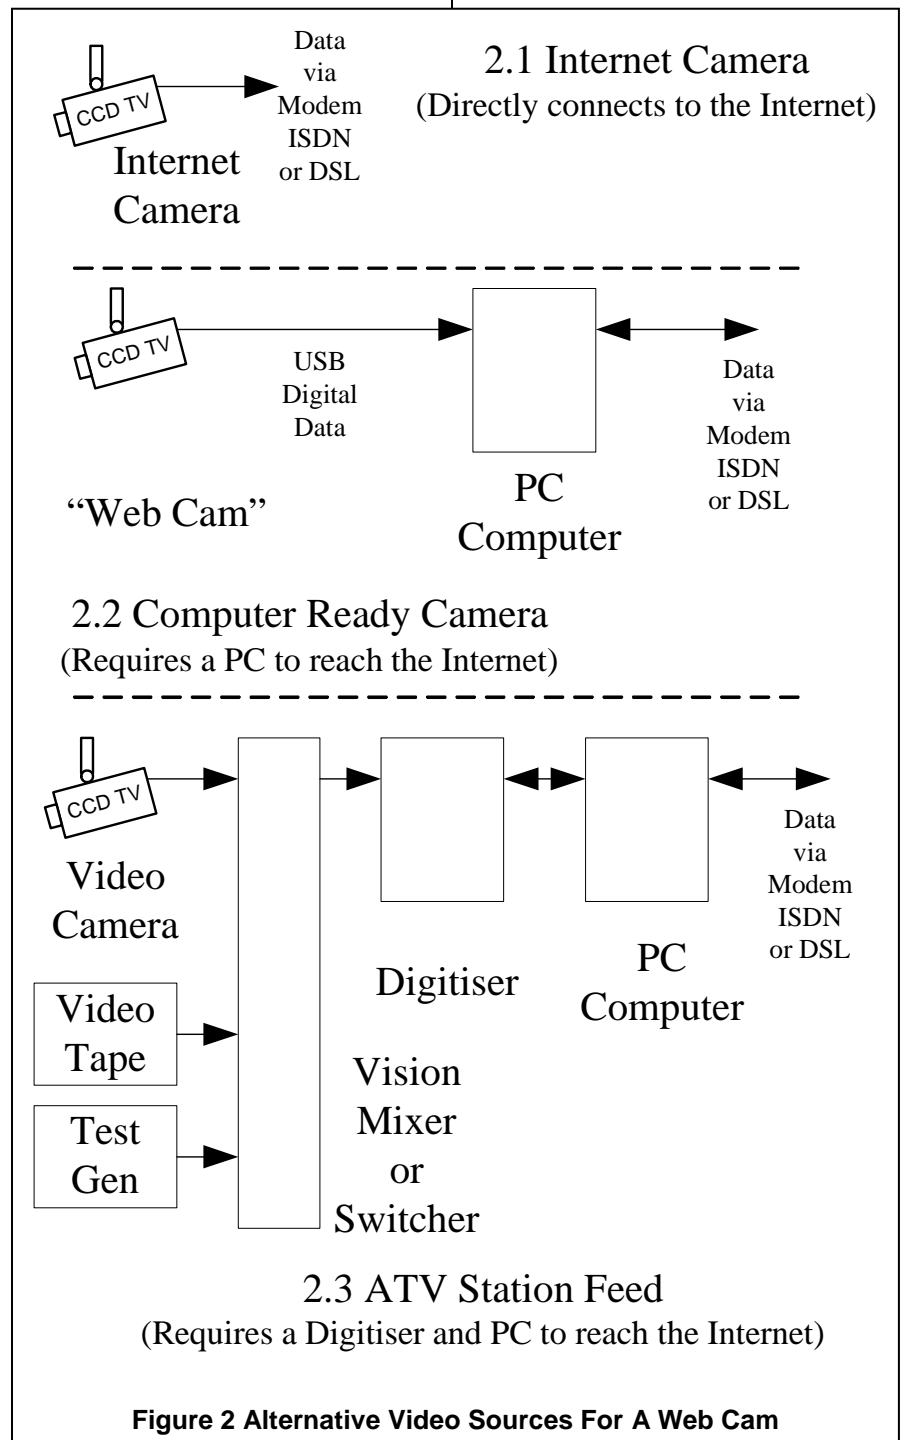 Data
via
Modem
ISDN
or DSL
2.1 Internet Camera
(Directly connects to the Internet)
CCD TV
Internet
Camera
CCD TV
USB
Digital
Data
Data
via
Modem
ISDN
or DSL
“Web Cam”
PC
Computer
2.2 Computer Ready Camera
(Requires a PC to reach the Internet)
CCD TV
Video
Camera
Data
via
Modem
ISDN
or DSL
Digitiser
PC
Computer
Video
Tape
Vision
Mixer
or
Switcher
Test
Gen
2.3 ATV Station Feed
(Requires a Digitiser and PC to reach the Internet)
Figure 2 Alternative Video Sources For A Web Cam